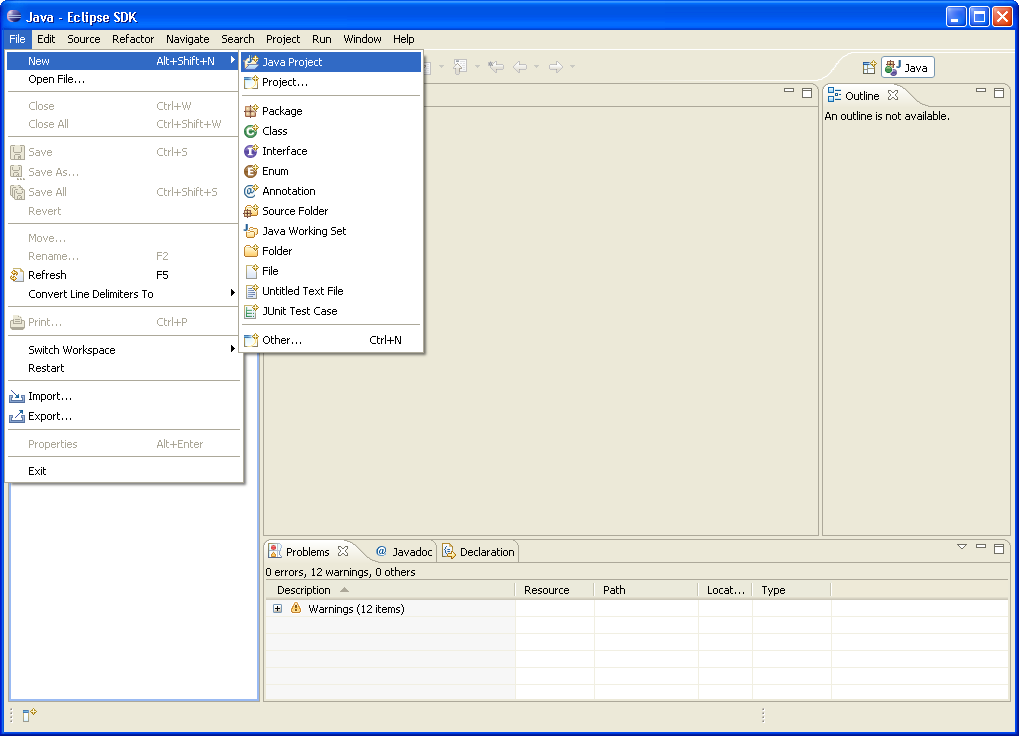 Java - Eclipse SDK
File Edit Source Refactor Navigate Search Project Run Window Help
New Alt+Shift+N
Open File...
Close Ctrl+W
Close All Ctrl+Shift+W
Save Ctrl+S
Save As...
Save All Ctrl+Shift+S
Revert
Move...
Rename... F2
Refresh F5
Convert Line Delimiters To
Print... Ctrl+P
Switch Workspace
Restart
Import...
Export...
Properties Alt+Enter
Exit
Java Project
Project...
Package
Class
Interface
Enum
Annotation
Source Folder
Java Working Set
Folder
File
Untitled Text File
JUnit Test Case
Other... Ctrl+N
Java
Outline
An outline is not available.
Problems @ Javadoc Declaration
0 errors, 12 warnings, 0 others
Description Resource Path Locat... Type
Warnings (12 items)